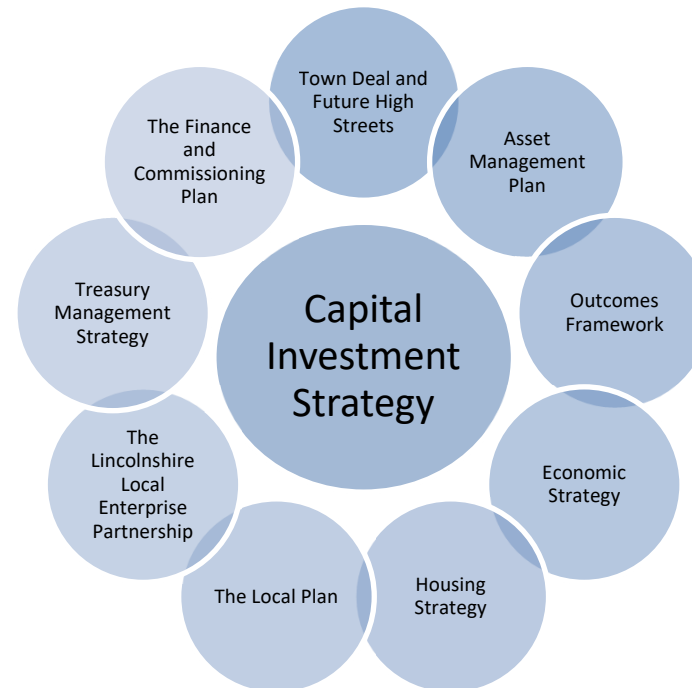 Town Deal and
Future High
Streets
Asset
Management
Plan
Outcomes
Framework
Economic
Strategy
Housing
Strategy
The Local Plan
The
Lincolnshire
Local
Enterprise
Partnership
Treasury
Management
Strategy
The Finance
and
Commissioning
Plan
Capital
Investment
Strategy